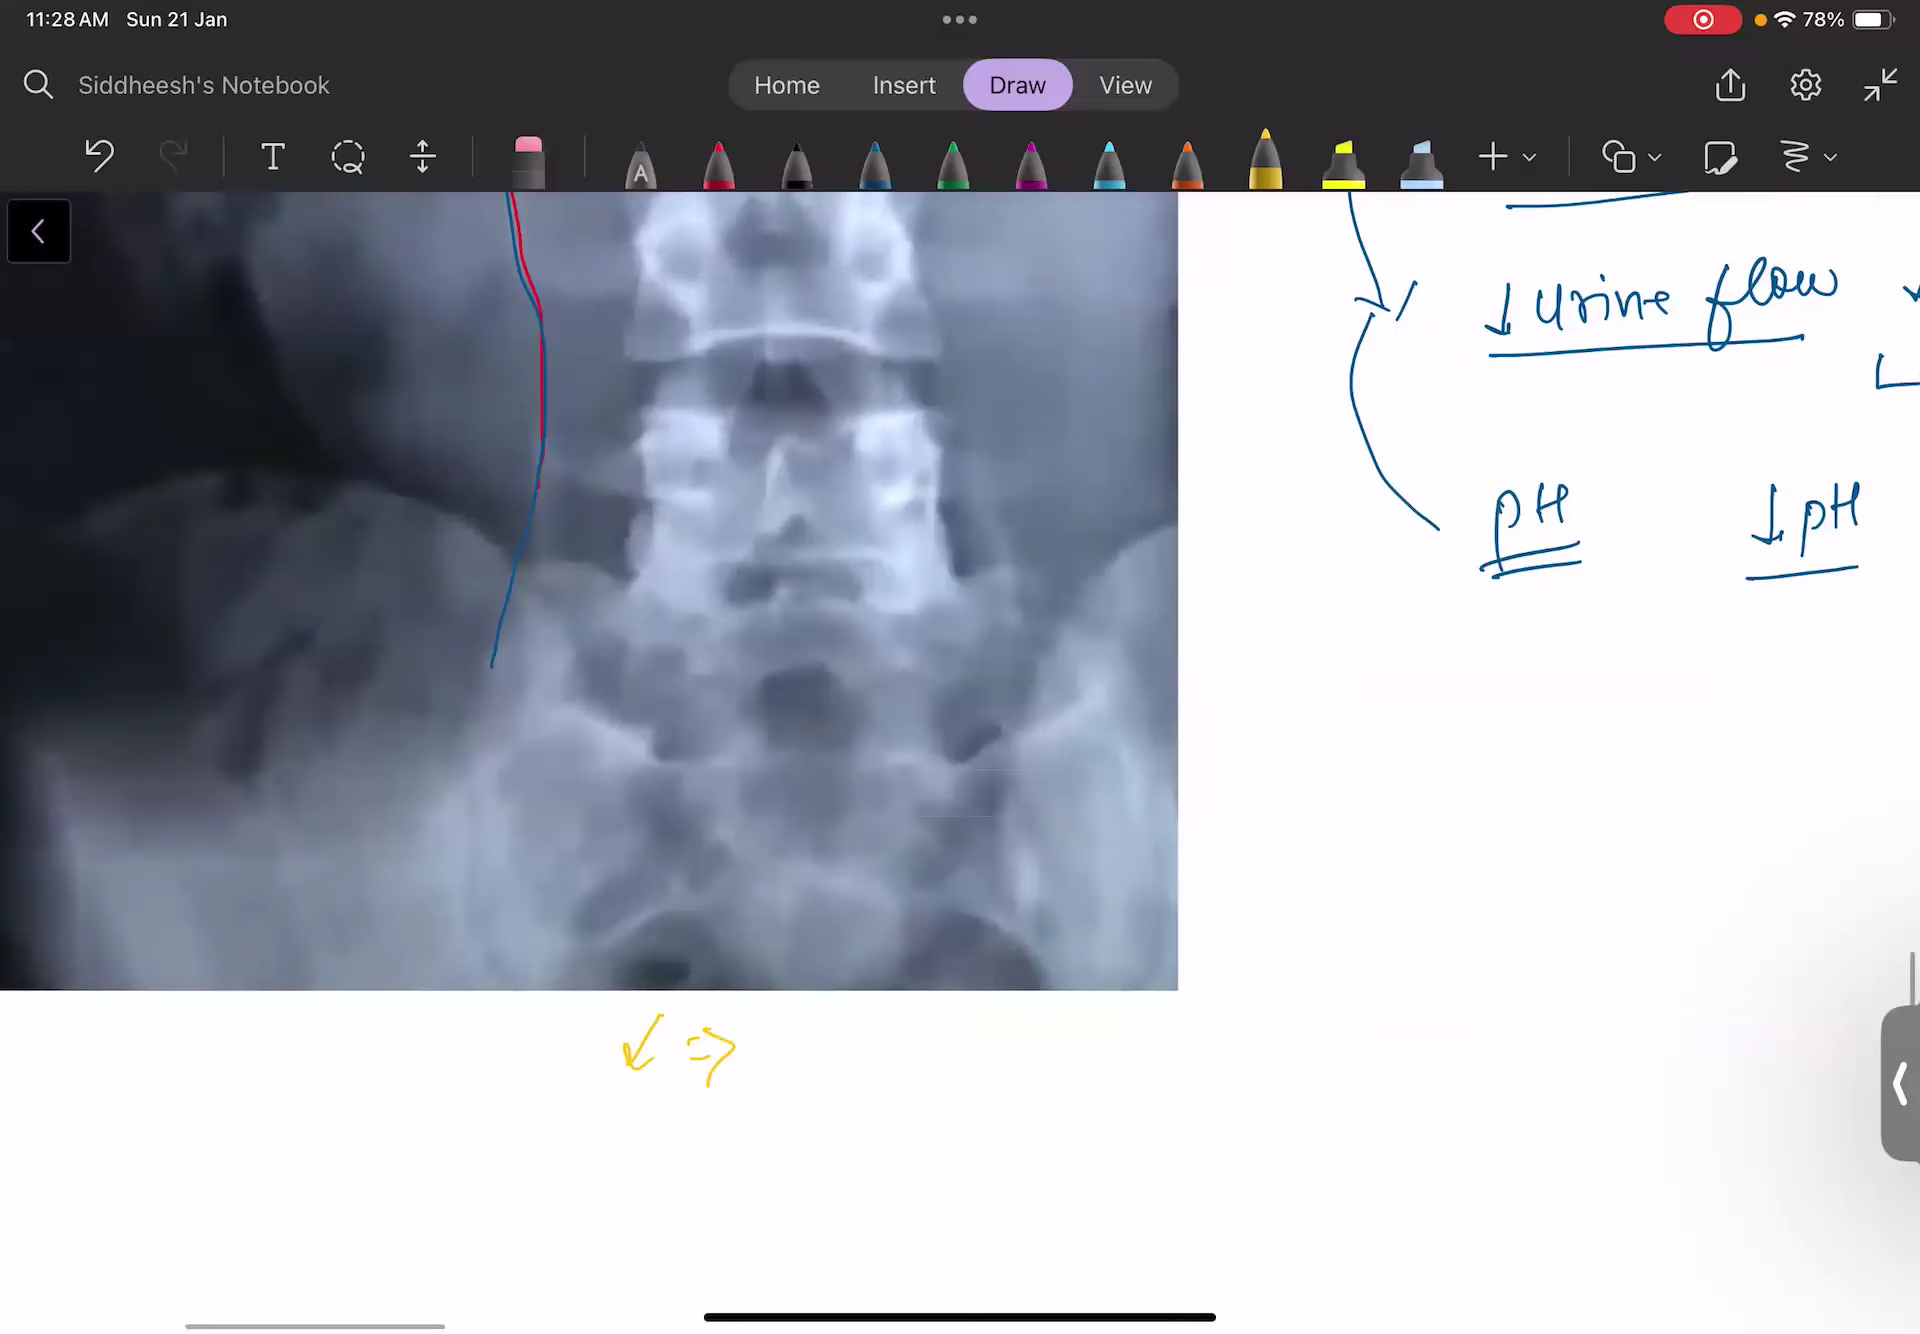 11:28 AM Sun 21 Jan
78%
Siddheesh's Notebook
Home Insert Draw View
T
A
↓ urine flow
pH ↓ pH
↙ ⇒